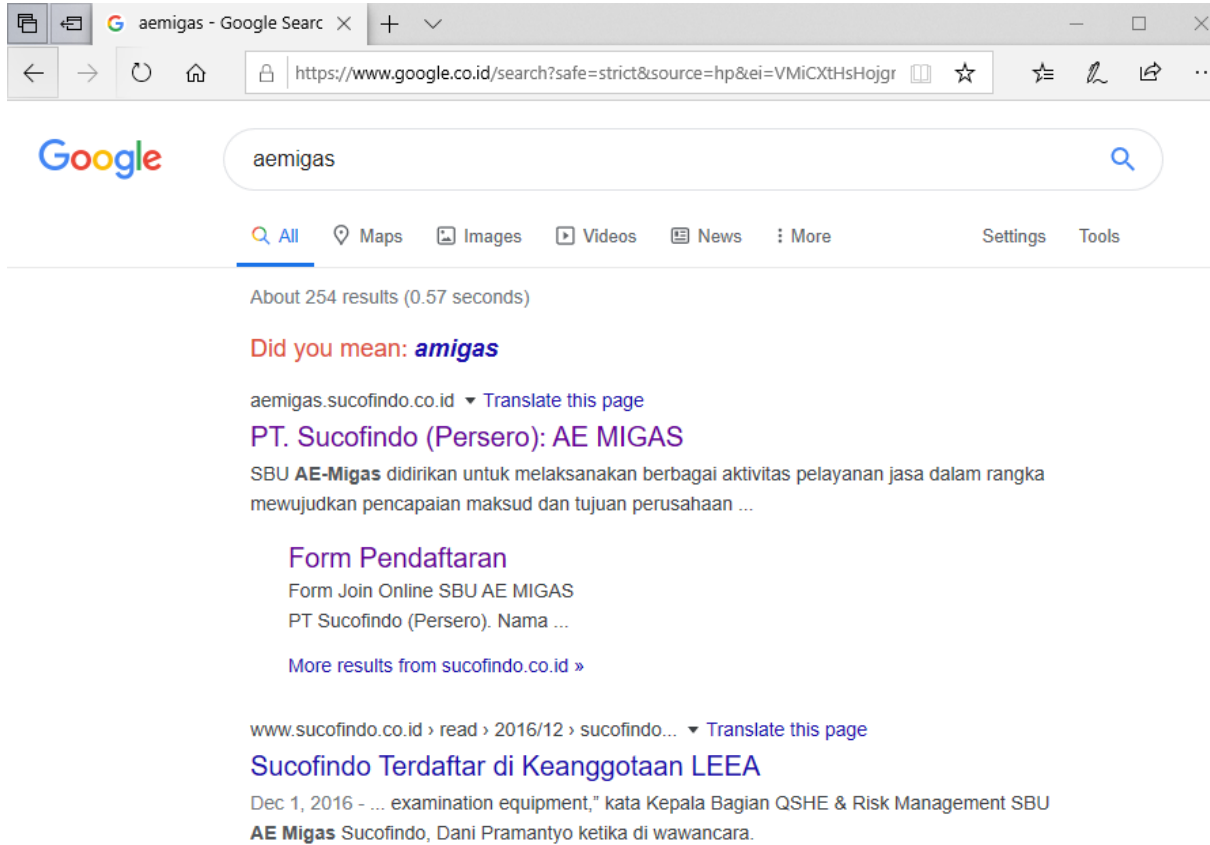 aemigas - Google Searc
https://www.google.co.id/search?safe=strict&source=hp&ei=VMiCXtHsHojgr
Google
aemigas
All Maps Images Videos News More Settings Tools
About 254 results (0.57 seconds)
Did you mean: amigas
aemigas.sucofindo.co.id Translate this page
PT. Sucofindo (Persero): AE MIGAS
SBU AE-Migas didirikan untuk melaksanakan berbagai aktivitas pelayanan jasa dalam rangka
mewujudkan pencapaian maksud dan tujuan perusahaan ...
Form Pendaftaran
Form Join Online SBU AE MIGAS
PT Sucofindo (Persero). Nama ...
More results from sucofindo.co.id »
www.sucofindo.co.id › read › 2016/12 › sucofindo... Translate this page
Sucofindo Terdaftar di Keanggotaan LEEA
Dec 1, 2016 - ... examination equipment,” kata Kepala Bagian QSHE & Risk Management SBU
AE Migas Sucofindo, Dani Pramantyo ketika di wawancara.